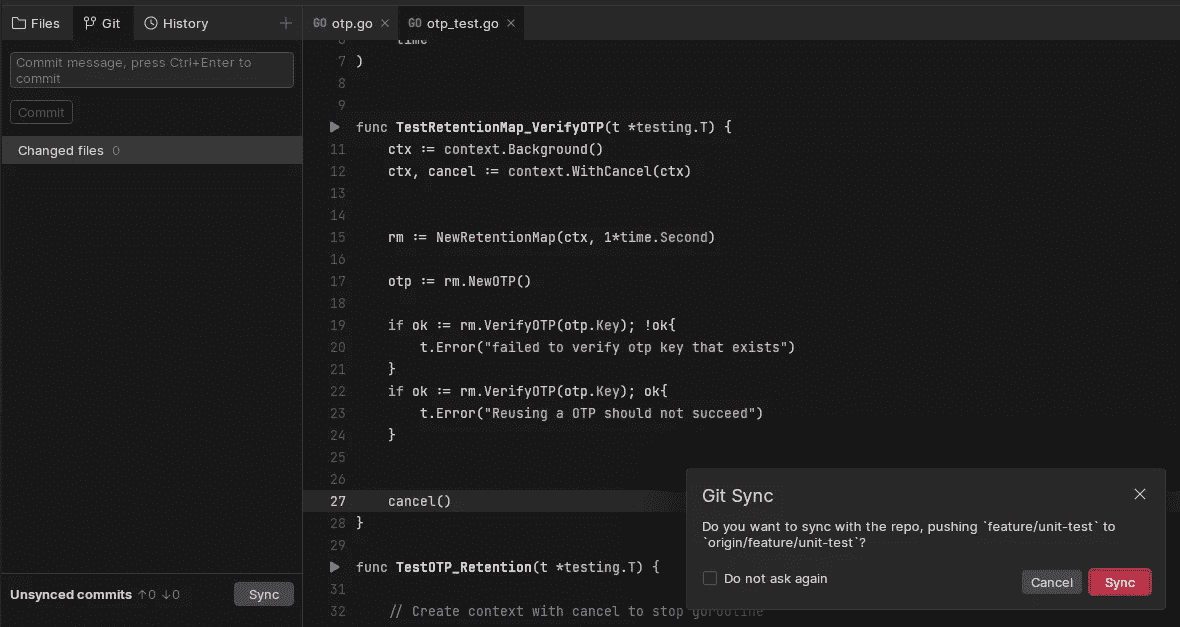 Files
Git
History
GO otp.go
GO otp_test.go
Commit message, press Ctrl+Enter to
commit
Commit
Changed files 0
6 time
7 )
8
9
func TestRetentionMap_VerifyOTP(t *testing.T) {
11 ctx := context.Background()
12 ctx, cancel := context.WithCancel(ctx)
13
14
15 rm := NewRetentionMap(ctx, 1*time.Second)
16
17 otp := rm.NewOTP()
18
19 if ok := rm.VerifyOTP(otp.Key); !ok{
20 t.Error("failed to verify otp key that exists")
21 }
22 if ok := rm.VerifyOTP(otp.Key); ok{
23 t.Error("Reusing a OTP should not succeed")
24 }
25
26
27 cancel()
28 }
29
func TestOTP_Retention(t *testing.T) {
31
32 // Create context with cancel to stop goroutine
Unsynced commits ↑0 ↓0
Sync
Git Sync
Do you want to sync with the repo, pushing `feature/unit-test` to
`origin/feature/unit-test`?
Do not ask again
Cancel
Sync